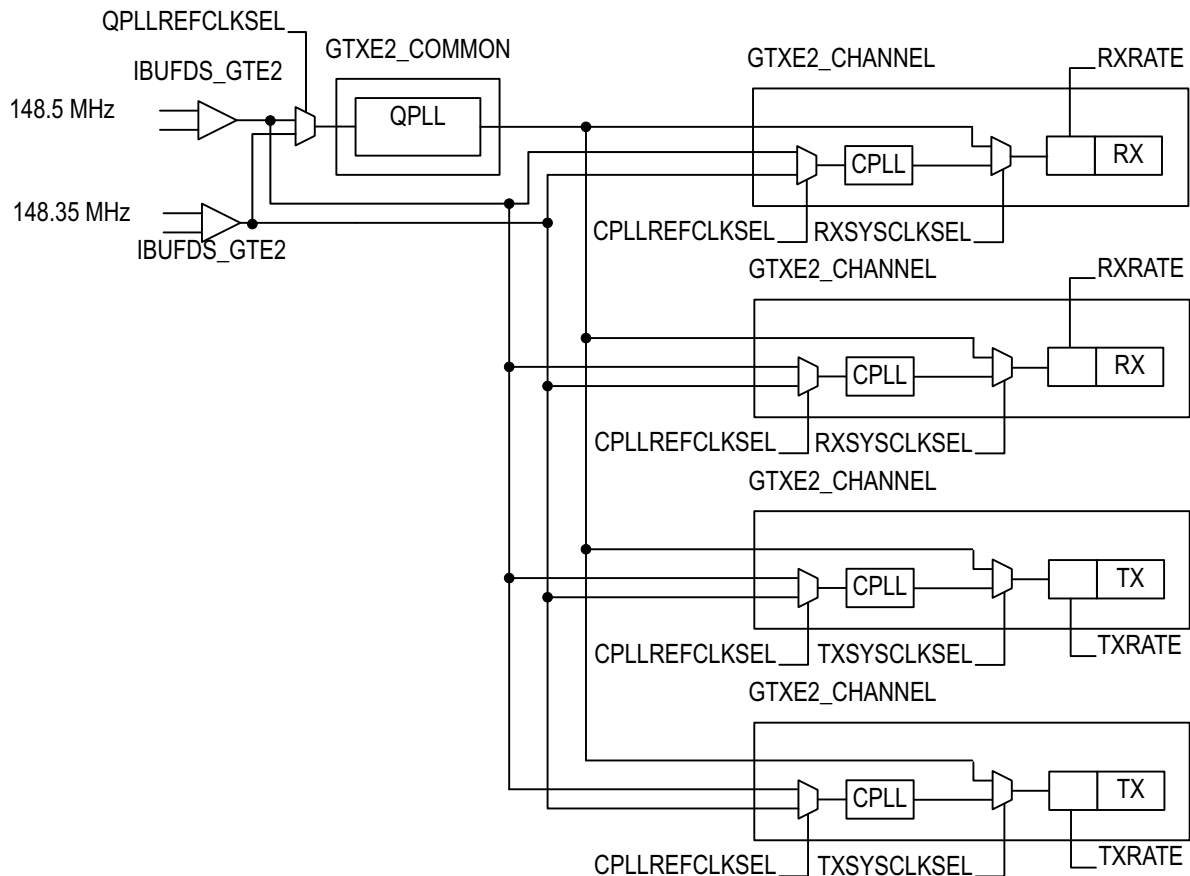 QPLLREFCLKSEL
GTXE2_COMMON
IBUFDS_GTE2
148.5 MHz
QPLL
148.35 MHz
IBUFDS_GTE2
GTXE2_CHANNEL
RXRATE
CPLL
RX
CPLLREFCLKSEL
RXSYSCLKSEL
GTXE2_CHANNEL
RXRATE
CPLL
RX
CPLLREFCLKSEL
RXSYSCLKSEL
GTXE2_CHANNEL
CPLL
TX
CPLLREFCLKSEL
TXSYSCLKSEL
TXRATE
GTXE2_CHANNEL
CPLL
TX
CPLLREFCLKSEL
TXSYSCLKSEL
TXRATE